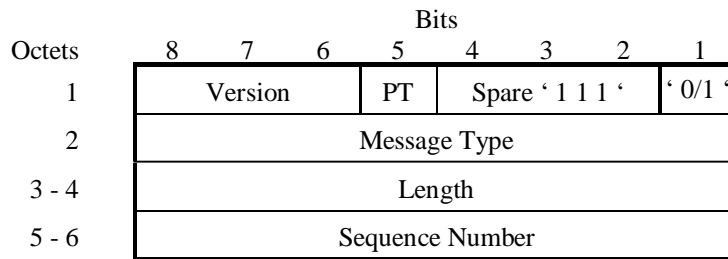 Bits
Octets 8 7 6 5 4 3 2 1
1 Version PT Spare ‘ 1 1 1 ‘ ‘ 0/1 ‘
2 Message Type
3 - 4 Length
5 - 6 Sequence Number